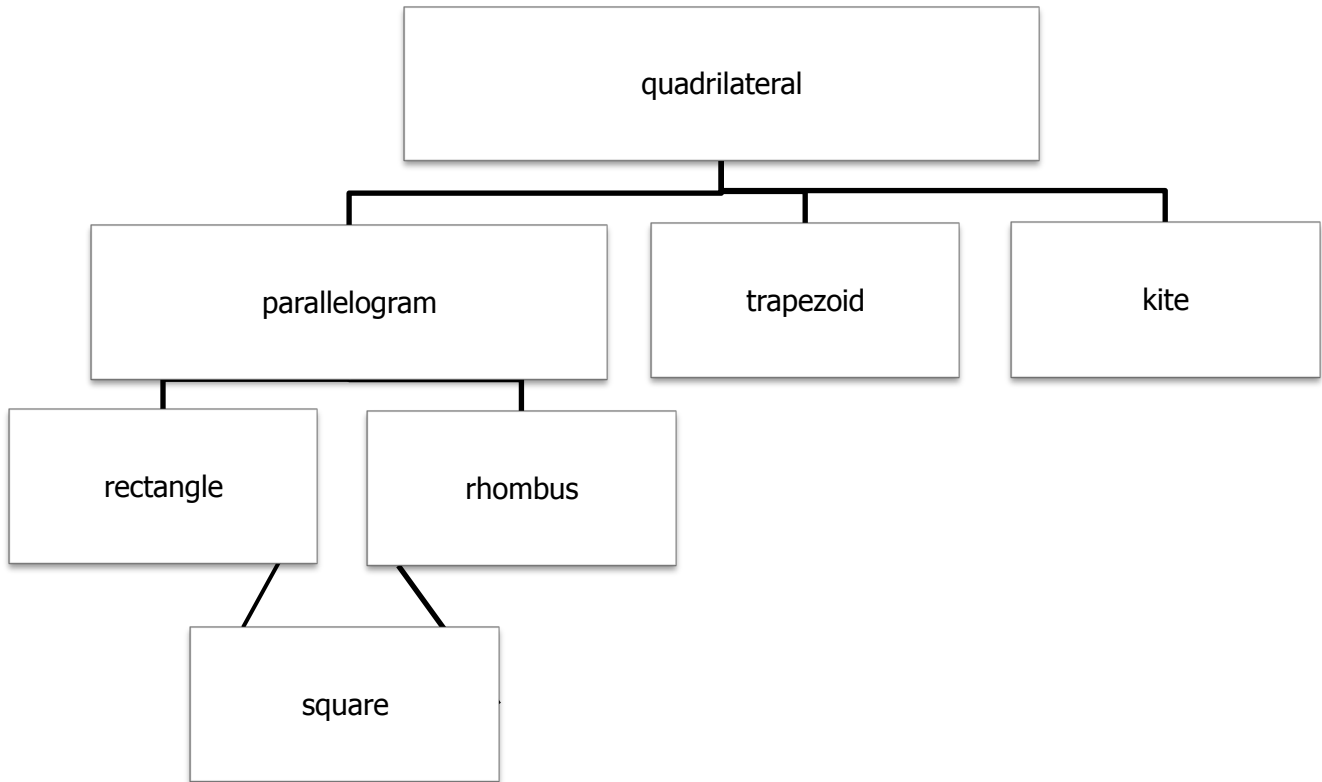 quadrilateral
parallelogram
trapezoid
kite
rectangle
rhombus
square